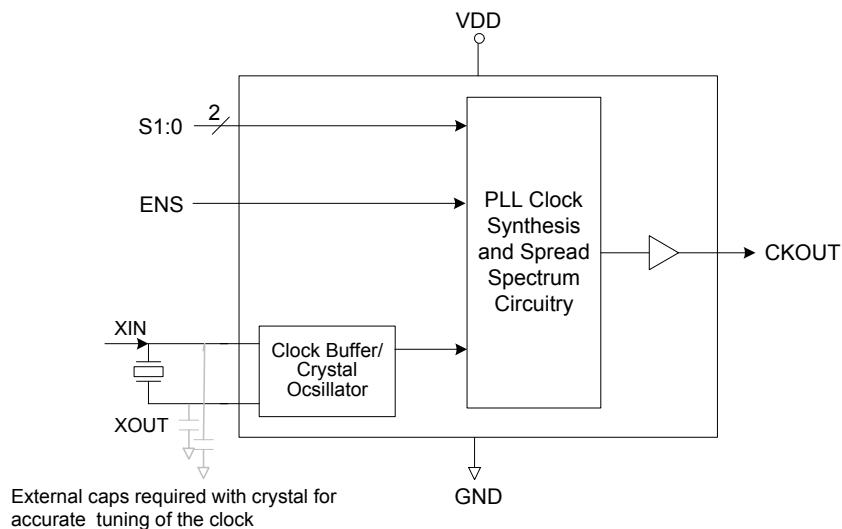 VDD
S1:0
2
ENS
PLL Clock
Synthesis
and Spread
Spectrum
Circuitry
CKOUT
XIN
Clock Buffer/
Crystal
Ocsillator
XOUT
GND
External caps required with crystal for
accurate tuning of the clock